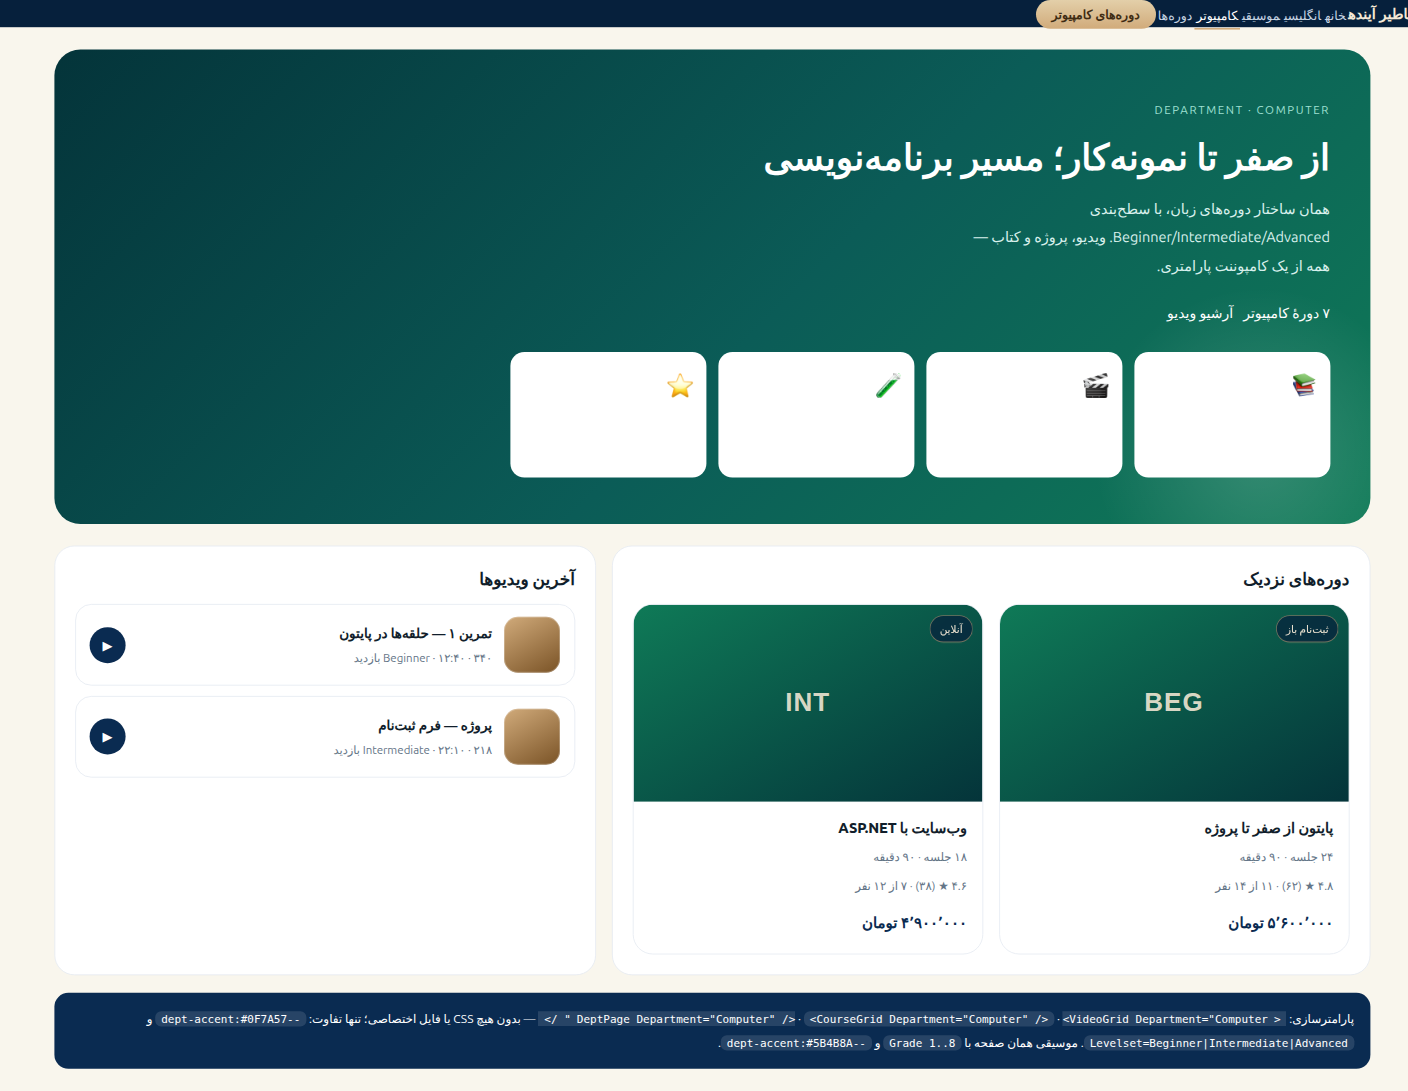 اطیر آینده خانه انگلیسی موسیقی کامپیوتر دوره‌ها دوره‌های کامپیوتر
DEPARTMENT · COMPUTER
از صفر تا نمونه‌کار؛ مسیر برنامه‌نویسی
همان ساختار دوره‌های زبان، با سطح‌بندی
Beginner/Intermediate/Advanced. ویدیو، پروژه و کتاب —
همه از یک کامپوننت پارامتری.
۷ دورهٔ کامپیوتر آرشیو ویدیو
دوره‌های نزدیک
ثبت‌نام باز
BEG
پایتون از صفر تا پروژه
۲۴ جلسه · ۹۰ دقیقه
۴.۸ ★ (۶۲) · ۱۱ از ۱۴ نفر
۵٬۶۰۰٬۰۰۰ تومان
آنلاین
INT
وب‌سایت با ASP.NET
۱۸ جلسه · ۹۰ دقیقه
۴.۶ ★ (۳۸) · ۷ از ۱۲ نفر
۴٬۹۰۰٬۰۰۰ تومان
آخرین ویدیوها
تمرین ۱ — حلقه‌ها در پایتون
Beginner · ۱۲:۴۰ · ۳۴۰ بازدید
پروژه — فرم ثبت‌نام
Intermediate · ۲۲:۱۰ · ۲۱۸ بازدید
پارامترسازی: <VideoGrid Department="Computer > · <CourseGrid Department="Computer" /> · </ " DeptPage Department="Computer" /> — بدون هیچ CSS یا فایل اختصاصی؛ تنها تفاوت: dept-accent:#0F7A57-- و
Levelset=Beginner|Intermediate|Advanced. موسیقی همان صفحه با Grade 1..8 و dept-accent:#5B4B8A--.